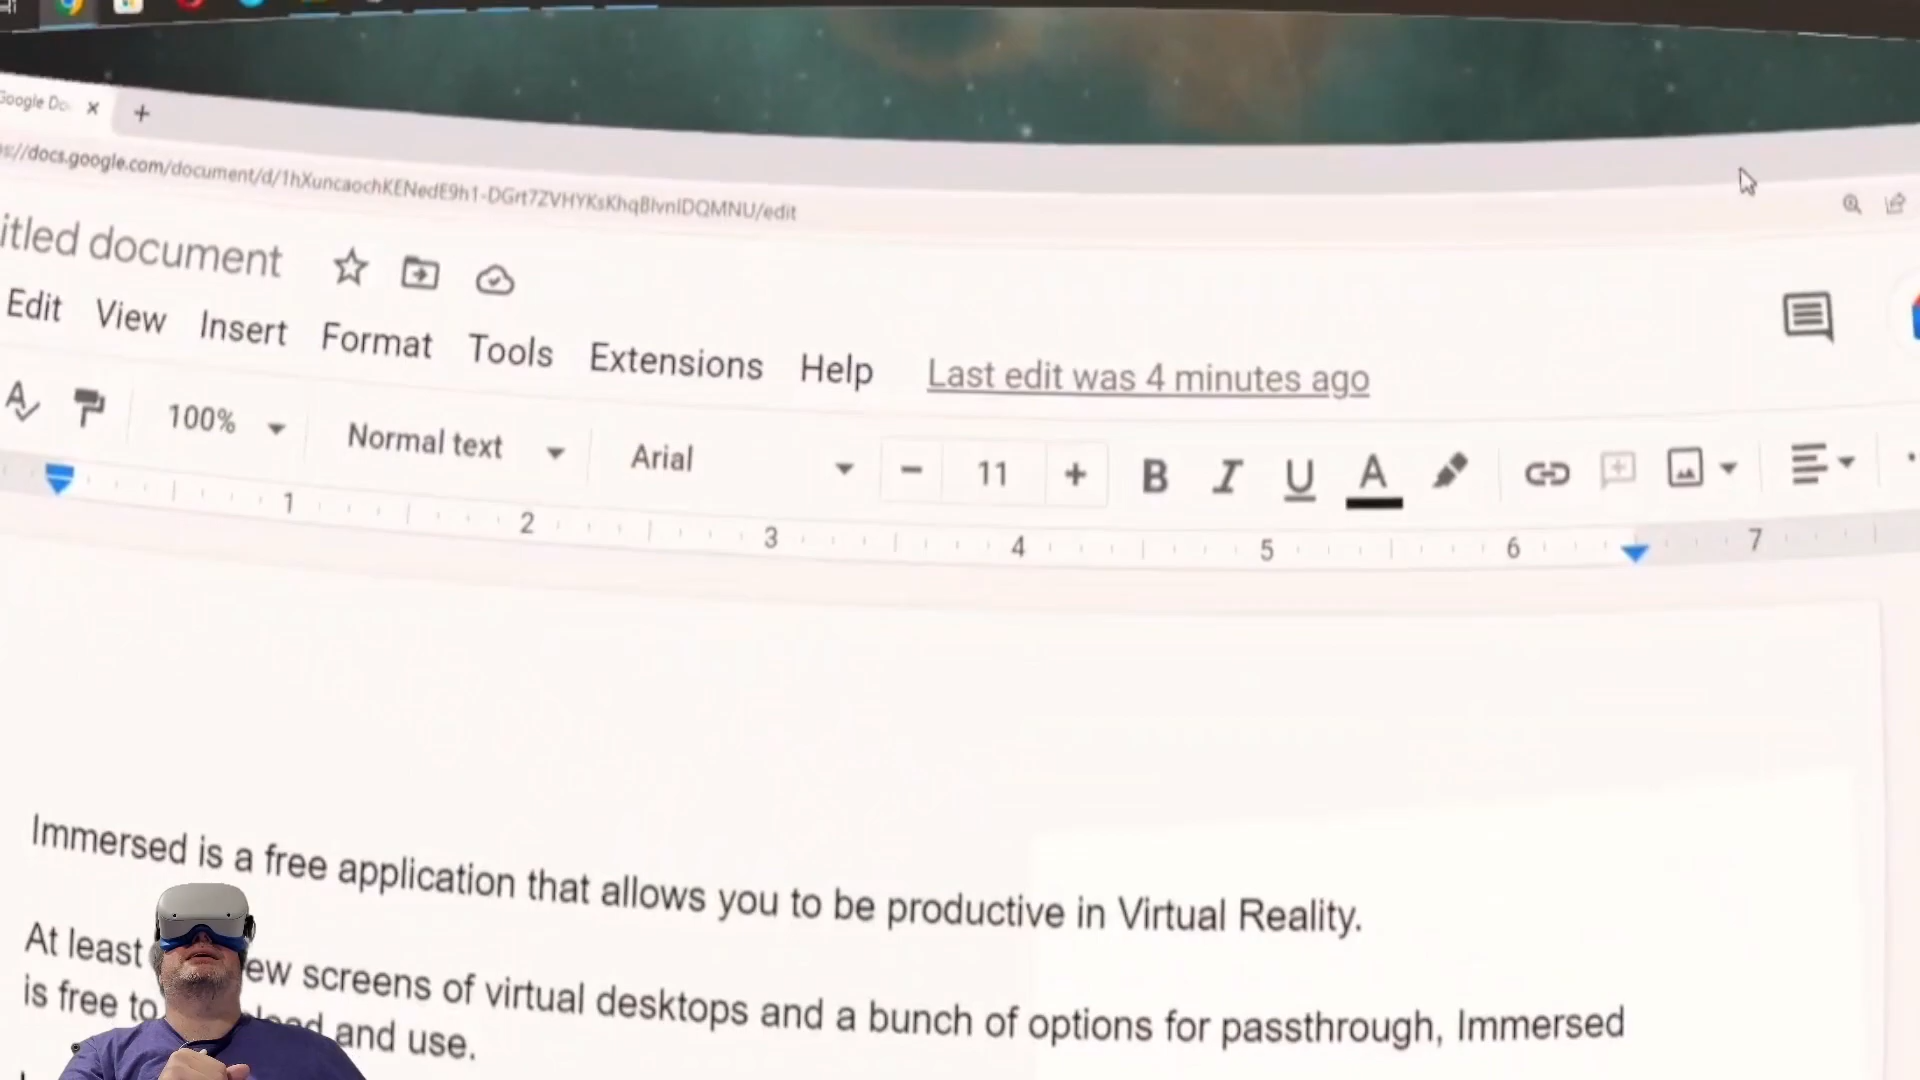 Google Do
docs.google.com/document/d/1hXuncaochKENedE9h1-DGrt7ZVHYKsKhqBlvnIDQMNU/edit
itled document
Edit View Insert Format Tools Extensions Help Last edit was 4 minutes ago
100% Normal text Arial 11 B I U A
1 2 3 4 5 6 7
Immersed is a free application that allows you to be productive in Virtual Reality.
At least ew screens of virtual desktops and a bunch of options for passthrough, Immersed
is free to and use.